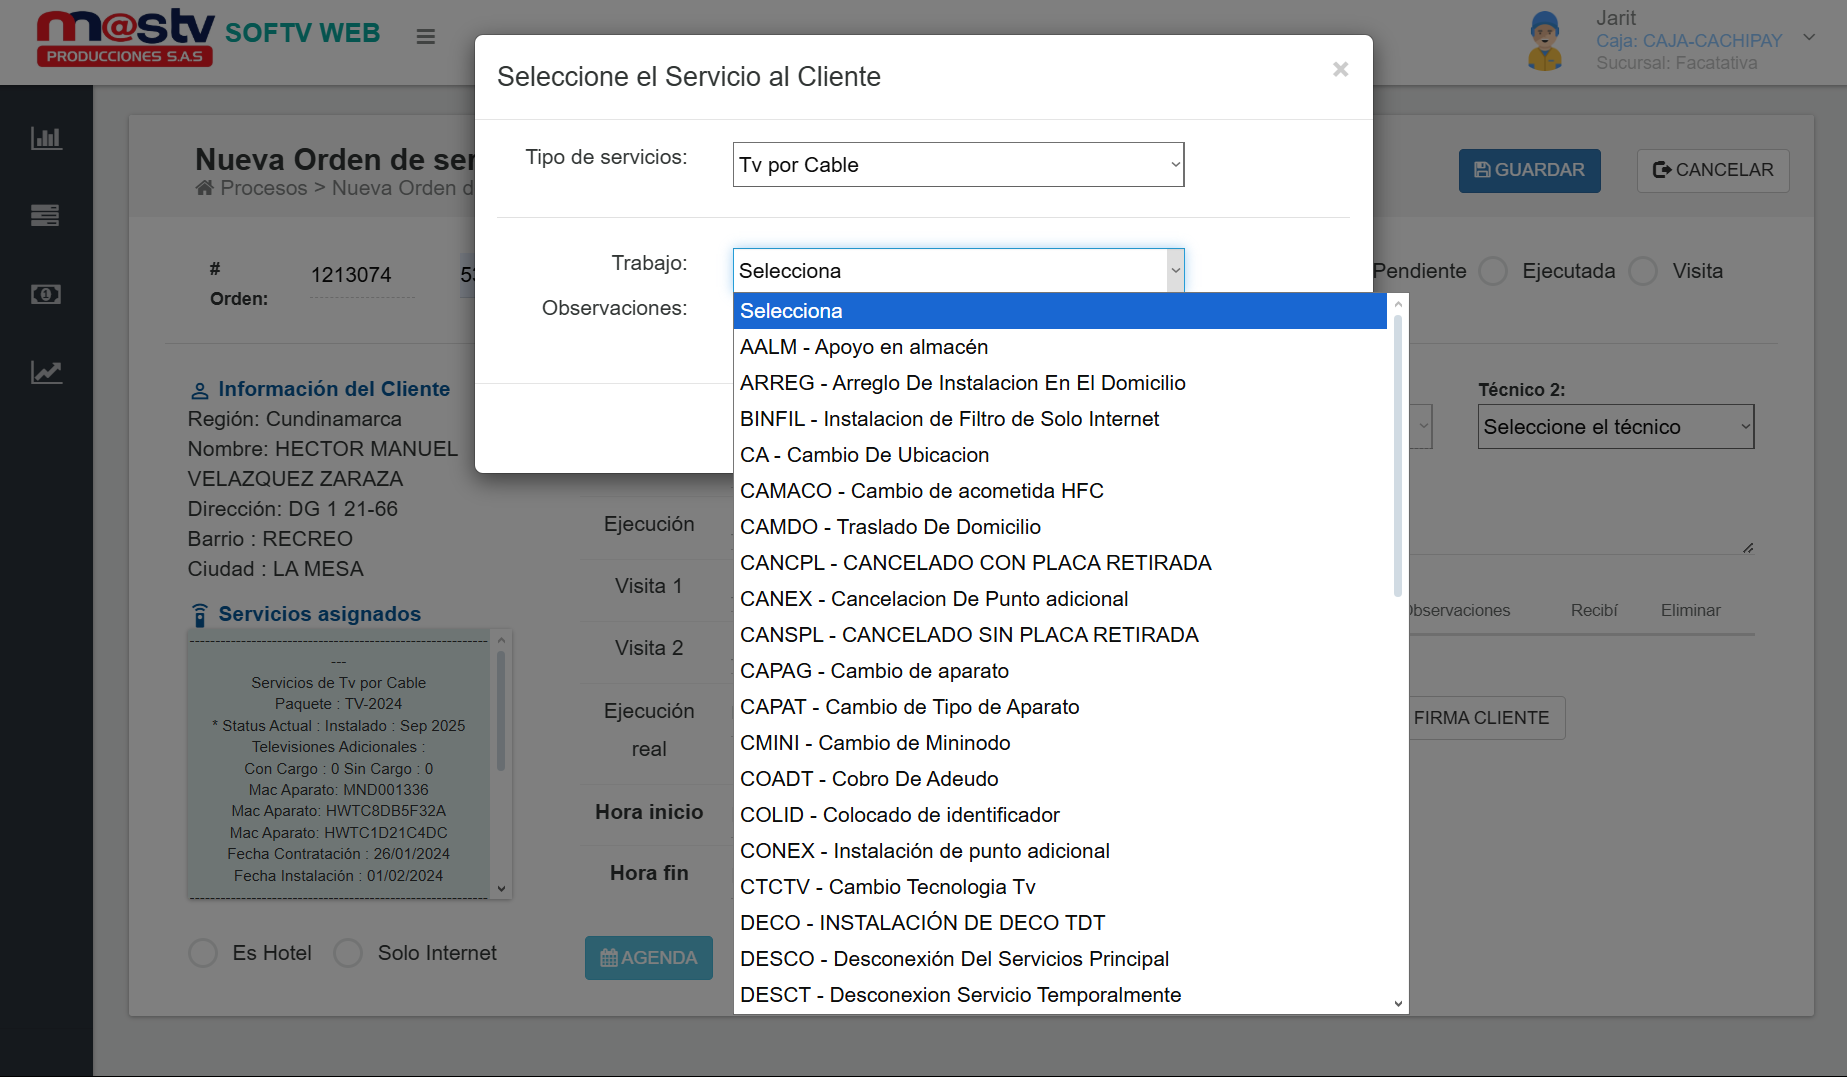 m@stv
PRODUCCIONES S.A.S
SOFTV WEB
Jarit
Caja: CAJA-CACHIPAY
Sucursal: Facatativa
Seleccione el Servicio al Cliente
×
Tipo de servicios:
Tv por Cable
Nueva Orden de ser
Procesos > Nueva Orden d
GUARDAR
CANCELAR
# Orden:
1213074
Trabajo:
Selecciona
Observaciones:
Pendiente
Ejecutada
Visita
Selecciona
AALM - Apoyo en almacén
ARREG - Arreglo De Instalacion En El Domicilio
BINFIL - Instalacion de Filtro de Solo Internet
CA - Cambio De Ubicacion
CAMACO - Cambio de acometida HFC
CAMDO - Traslado De Domicilio
CANCPL - CANCELADO CON PLACA RETIRADA
CANEX - Cancelacion De Punto adicional
CANSPL - CANCELADO SIN PLACA RETIRADA
CAPAG - Cambio de aparato
CAPAT - Cambio de Tipo de Aparato
CMINI - Cambio de Mininodo
COADT - Cobro De Adeudo
COLID - Colocado de identificador
CONEX - Instalación de punto adicional
CTCTV - Cambio Tecnologia Tv
DECO - INSTALACIÓN DE DECO TDT
DESCO - Desconexión Del Servicios Principal
DESCT - Desconexion Servicio Temporalmente
Información del Cliente
Región: Cundinamarca
Nombre: HECTOR MANUEL
VELAZQUEZ ZARAZA
Dirección: DG 1 21-66
Barrio : RECREO
Ciudad : LA MESA
Servicios asignados
---
Servicios de Tv por Cable
Paquete : TV-2024
* Status Actual : Instalado : Sep 2025
Televisiones Adicionales :
Con Cargo : 0 Sin Cargo : 0
Mac Aparato: MND001336
Mac Aparato: HWTC8DB5F32A
Mac Aparato: HWTC1D21C4DC
Fecha Contratación : 26/01/2024
Fecha Instalación : 01/02/2024
Es Hotel
Solo Internet
Ejecución
Visita 1
Visita 2
Ejecución
real
Hora inicio
Hora fin
AGENDA
Técnico 2:
Seleccione el técnico
bservaciones
Recibí
Eliminar
FIRMA CLIENTE